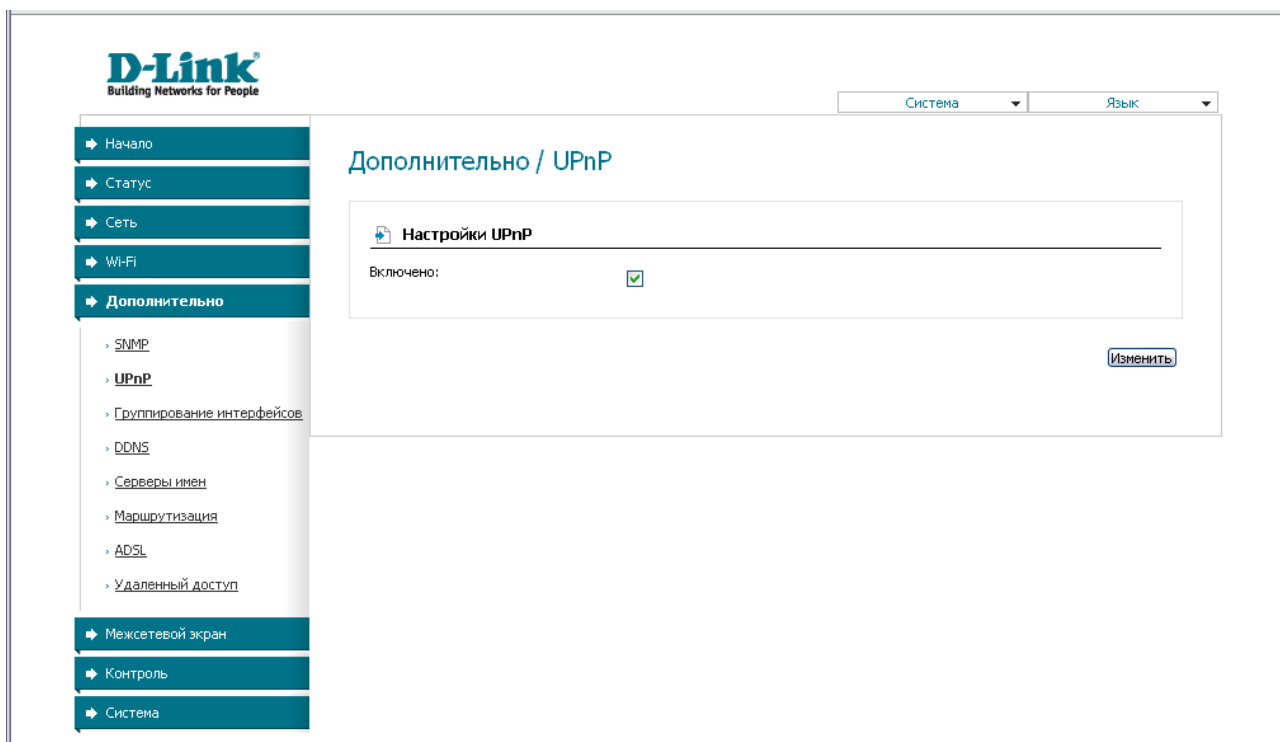 D-Link
Building Networks for People
Система
Язык
Начало
Статус
Сеть
Wi-Fi
Дополнительно
SNMP
UPnP
Группирование интерфейсов
DDNS
Серверы имен
Маршрутизация
ADSL
Удаленный доступ
Межсетевой экран
Контроль
Система
Дополнительно / UPnP
Настройки UPnP
Включено:
Изменить